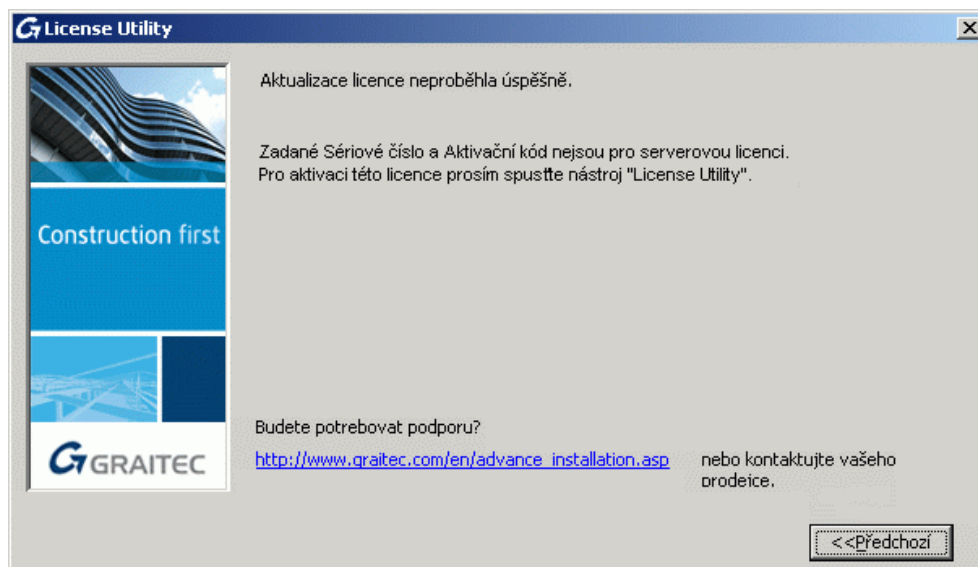 License Utility
Aktualizace licence neproběhla úspěšně.
Zadané Sériové číslo a Aktivační kód nejsou pro serverovou licenci.
Pro aktivaci této licence prosím spusťte nástroj "License Utility".
Construction first
GRAITEC
Budete potrebovat podporu?
http://www.graitec.com/en/advance_installation.asp nebo kontaktujte vašeho
prodejce.
<<Předchozí